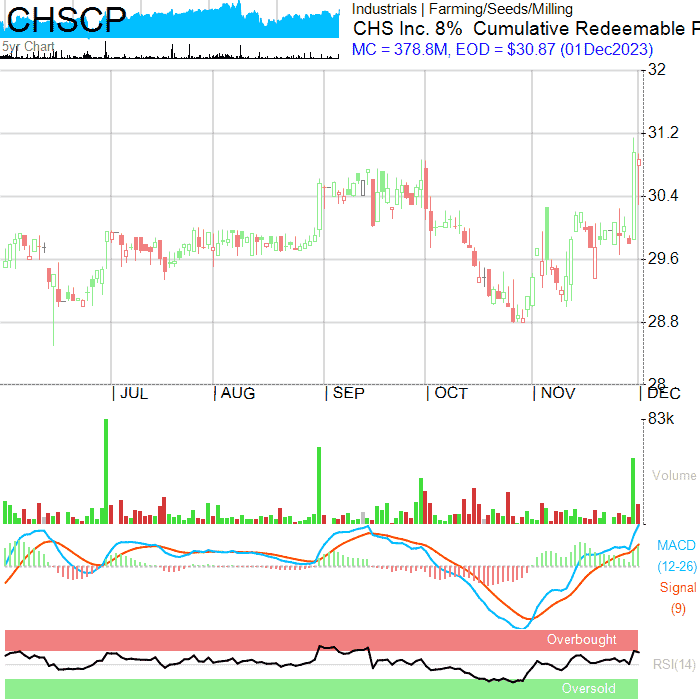 CHSCP
5yr Chart
Industrials | Farming/Seeds/Milling
CHS Inc. 8% Cumulative Redeemable P
MC = 378.8M, EOD = $30.87 (01Dec2023)
32
31.2
30.4
29.6
28.8
28
| JUL | AUG | SEP | OCT | NOV | DEC
83k
Volume
MACD
(12-26)
Signal
(9)
Overbought
RSI(14)
Oversold